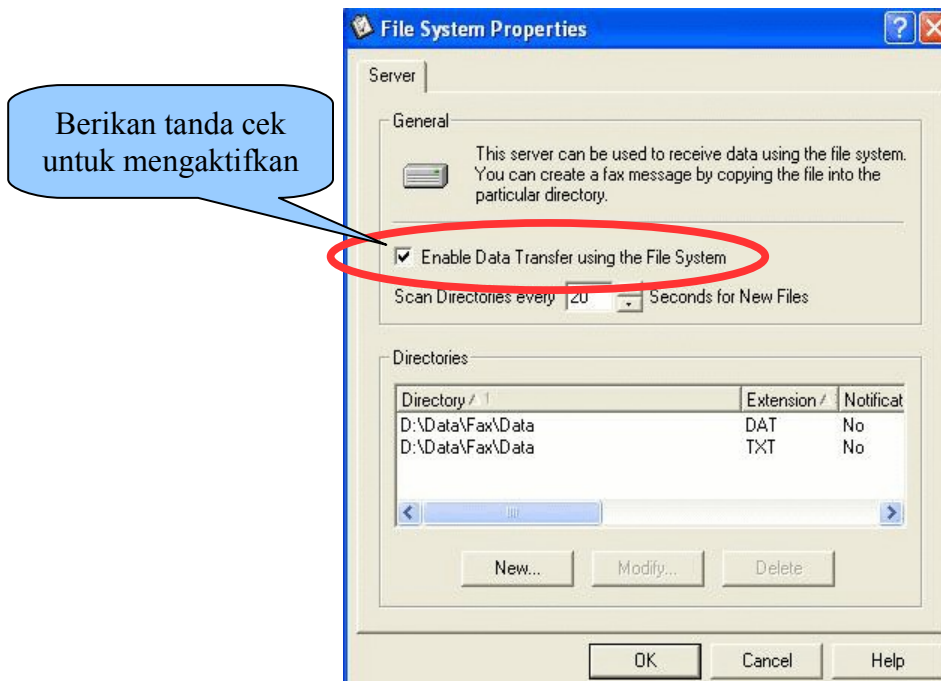 File System Properties
Server
Berikan tanda cek
untuk mengaktifkan
General
This server can be used to receive data using the file system.
You can create a fax message by copying the file into the
particular directory.
Enable Data Transfer using the File System
Scan Directories every 20 Seconds for New Files
Directories
Directory / 1 Extension / Notificat
D:\Data\Fax\Data DAT No
D:\Data\Fax\Data TXT No
New... Modify... Delete
OK Cancel Help